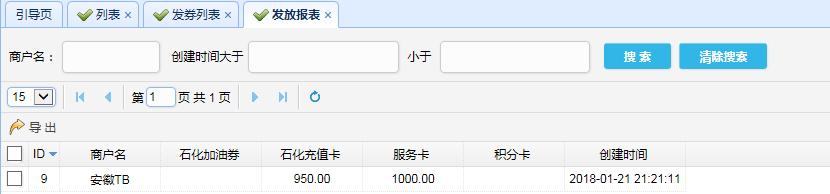 引导页 列表 × 发券列表 × 发放报表 ×
商户名： 创建时间大于 小于 搜 索 清除搜索
15 第 1 页 共 1 页
导 出
ID 商户名 石化加油券 石化充值卡 服务卡 积分卡 创建时间
9 安徽TB 950.00 1000.00 2018-01-21 21:21:11